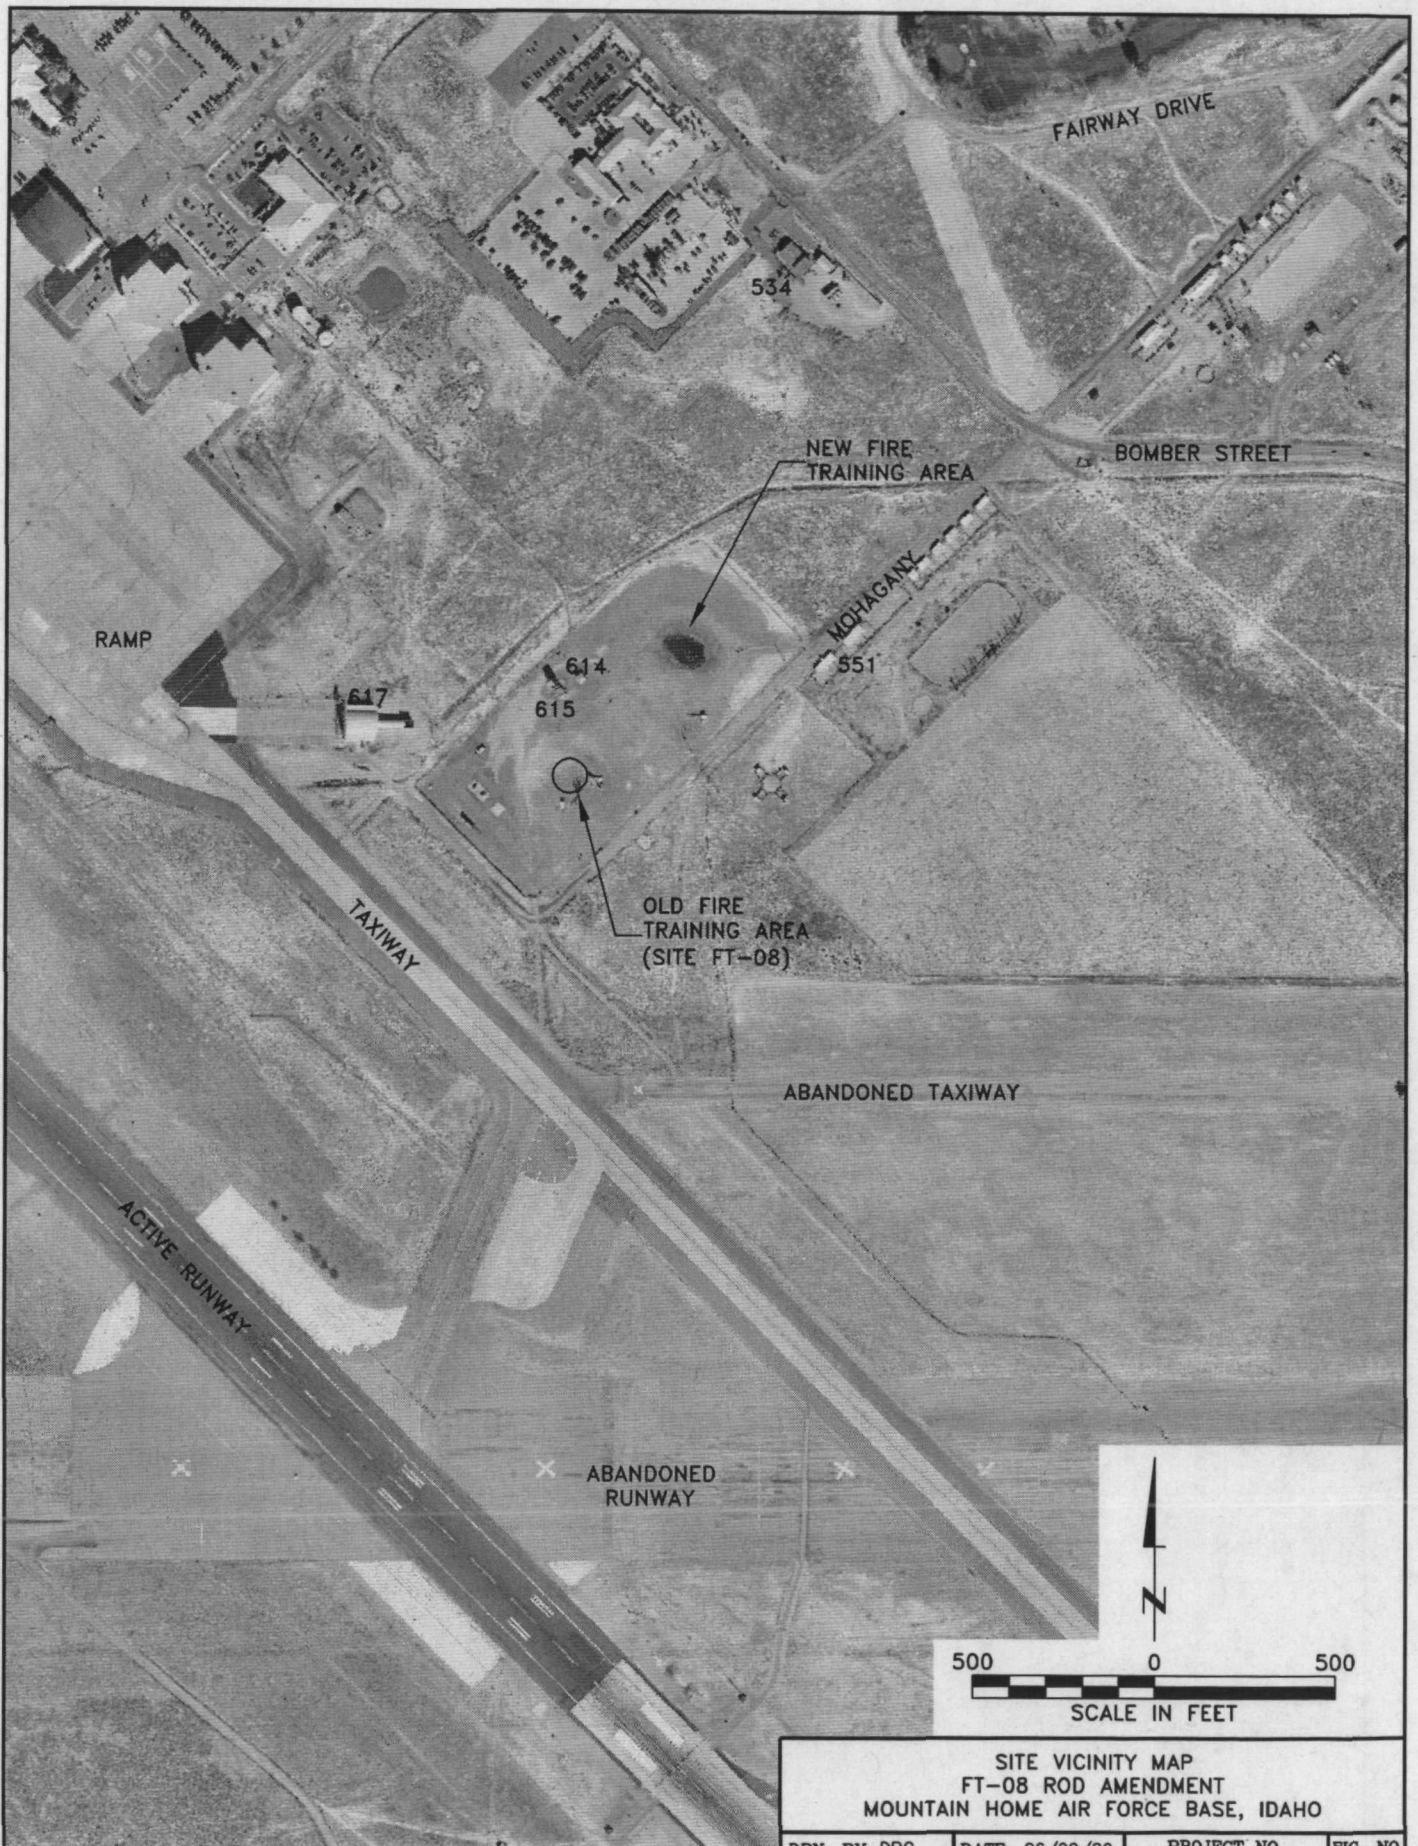 FAIRWAY DRIVE
534
NEW FIRE
TRAINING AREA
BOMBER STREET
MOHAGANY
RAMP
614
551
617
615
OLD FIRE
TRAINING AREA
(SITE FT-08)
TAXIWAY
ABANDONED TAXIWAY
ACTIVE RUNWAY
ABANDONED
RUNWAY
N
500 0 500
SCALE IN FEET
SITE VICINITY MAP
FT-08 ROD AMENDMENT
MOUNTAIN HOME AIR FORCE BASE, IDAHO